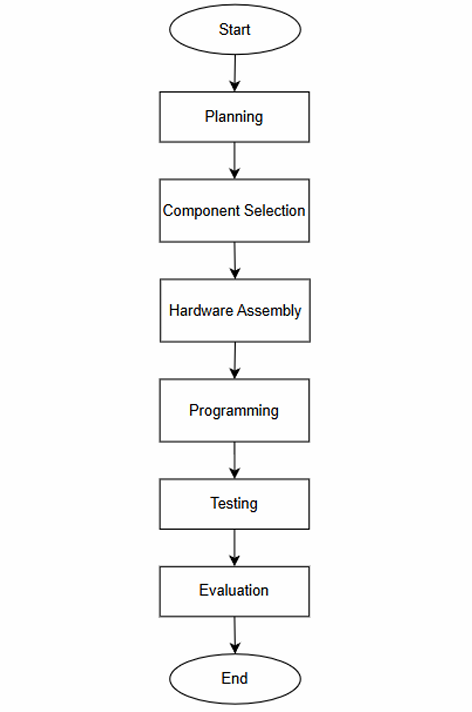 Start
Planning
Component Selection
Hardware Assembly
Programming
Testing
Evaluation
End